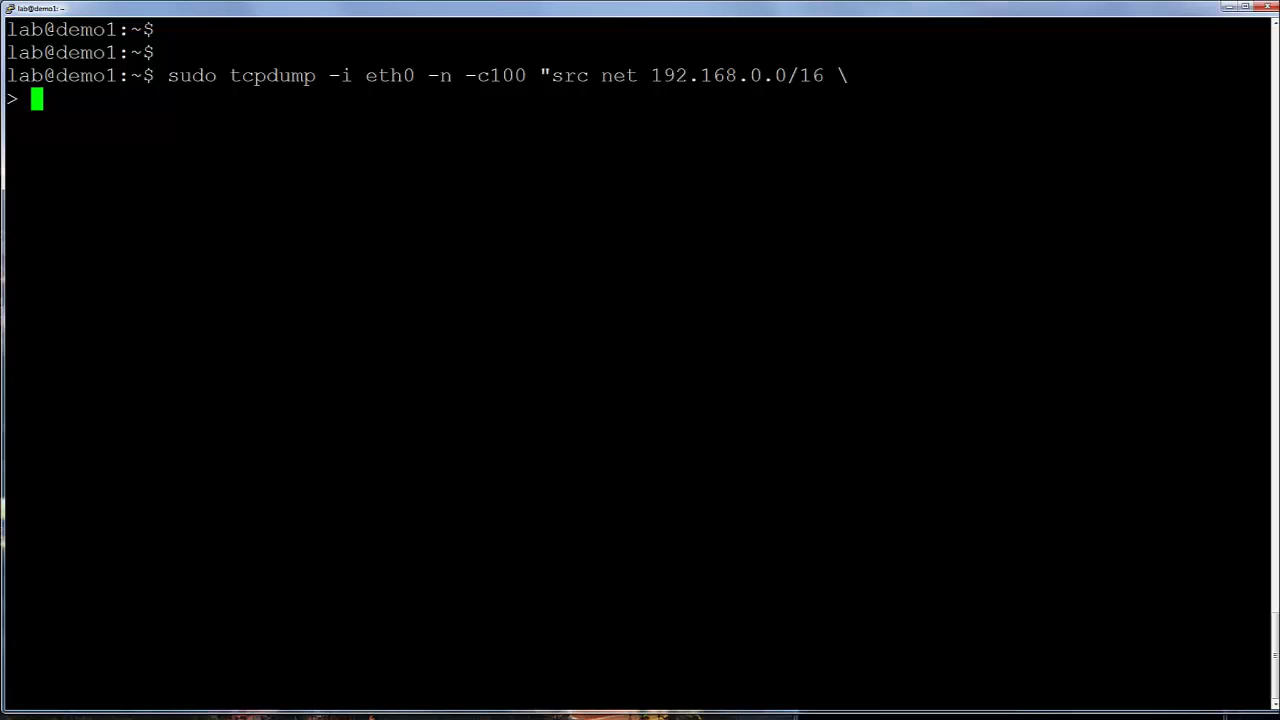 lab@demo1: ~
lab@demo1:~$
lab@demo1:~$
lab@demo1:~$ sudo tcpdump -i eth0 -n -c100 "src net 192.168.0.0/16 \
>